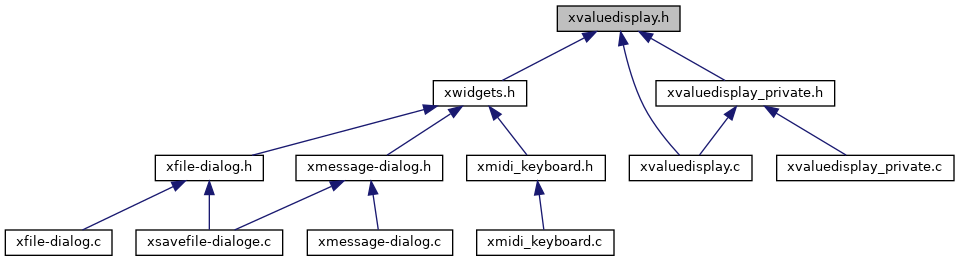 xvaluedisplay.h
xwidgets.h
xvaluedisplay_private.h
xfile-dialog.h
xmessage-dialog.h
xmidi_keyboard.h
xvaluedisplay.c
xvaluedisplay_private.c
xfile-dialog.c
xsavefile-dialoge.c
xmessage-dialog.c
xmidi_keyboard.c